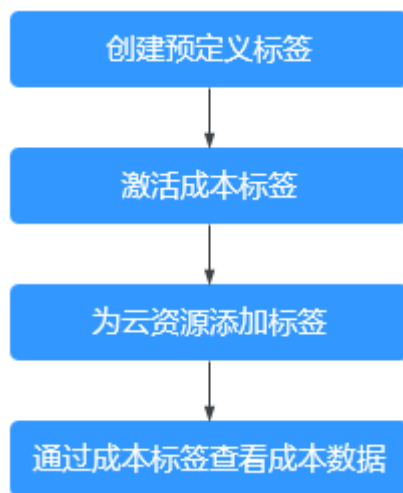 创建预定义标签
激活成本标签
为云资源添加标签
通过成本标签查看成本数据